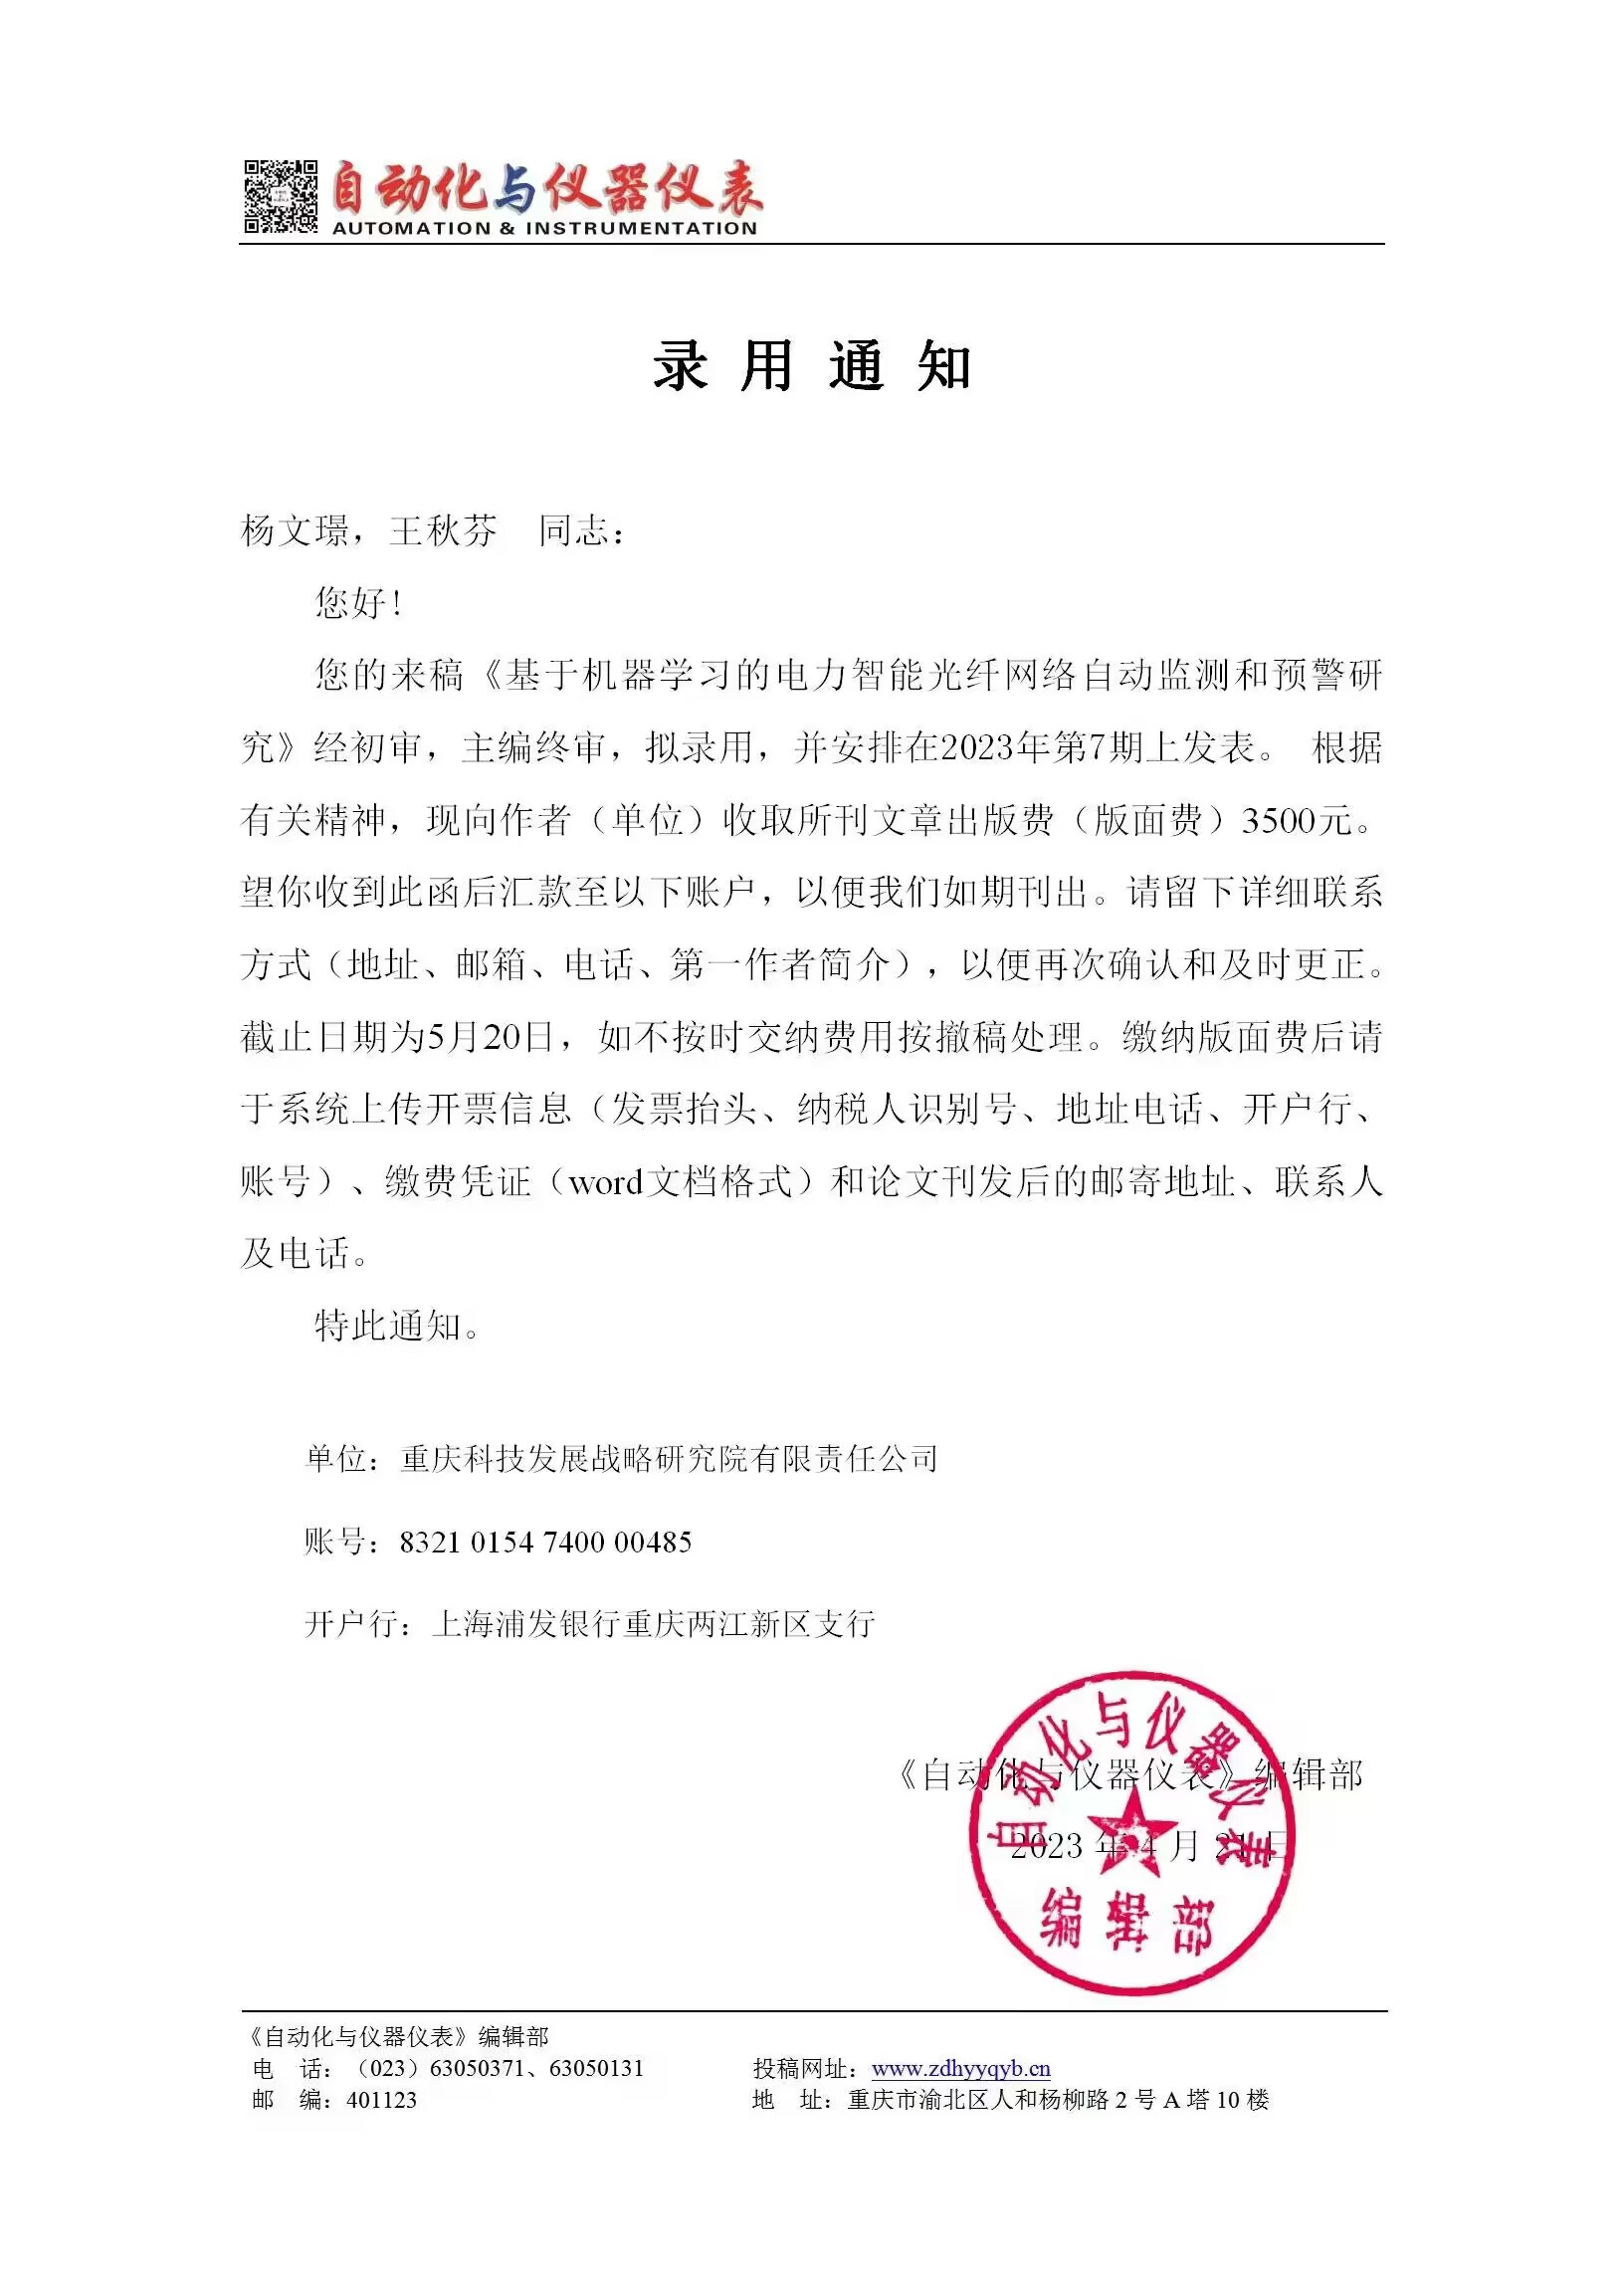 自动化与仪器仪表
AUTOMATION & INSTRUMENTATION
录用通知
杨文璟，王秋芬 同志：
您好！
您的来稿《基于机器学习的电力智能光纤网络自动监测和预警研
究》经初审，主编终审，拟录用，并安排在2023年第7期上发表。 根据
有关精神，现向作者（单位）收取所刊文章出版费（版面费）3500元。
望你收到此函后汇款至以下账户，以便我们如期刊出。请留下详细联系
方式（地址、邮箱、电话、第一作者简介），以便再次确认和及时更正。
截止日期为5月20日，如不按时交纳费用按撤稿处理。缴纳版面费后请
于系统上传开票信息（发票抬头、纳税人识别号、地址电话、开户行、
账号）、缴费凭证（word文档格式）和论文刊发后的邮寄地址、联系人
及电话。
特此通知。
单位：重庆科技发展战略研究院有限责任公司
账号：8321 0154 7400 00485
开户行：上海浦发银行重庆两江新区支行
《自动化与仪器仪表》编辑部
2023 年 4 月 21 日
自动化与仪器仪表
编辑部
《自动化与仪器仪表》编辑部
电 话：（023）63050371、63050131 投稿网址：www.zdhyyqyb.cn
邮 编：401123 地 址：重庆市渝北区人和杨柳路 2 号 A 塔 10 楼